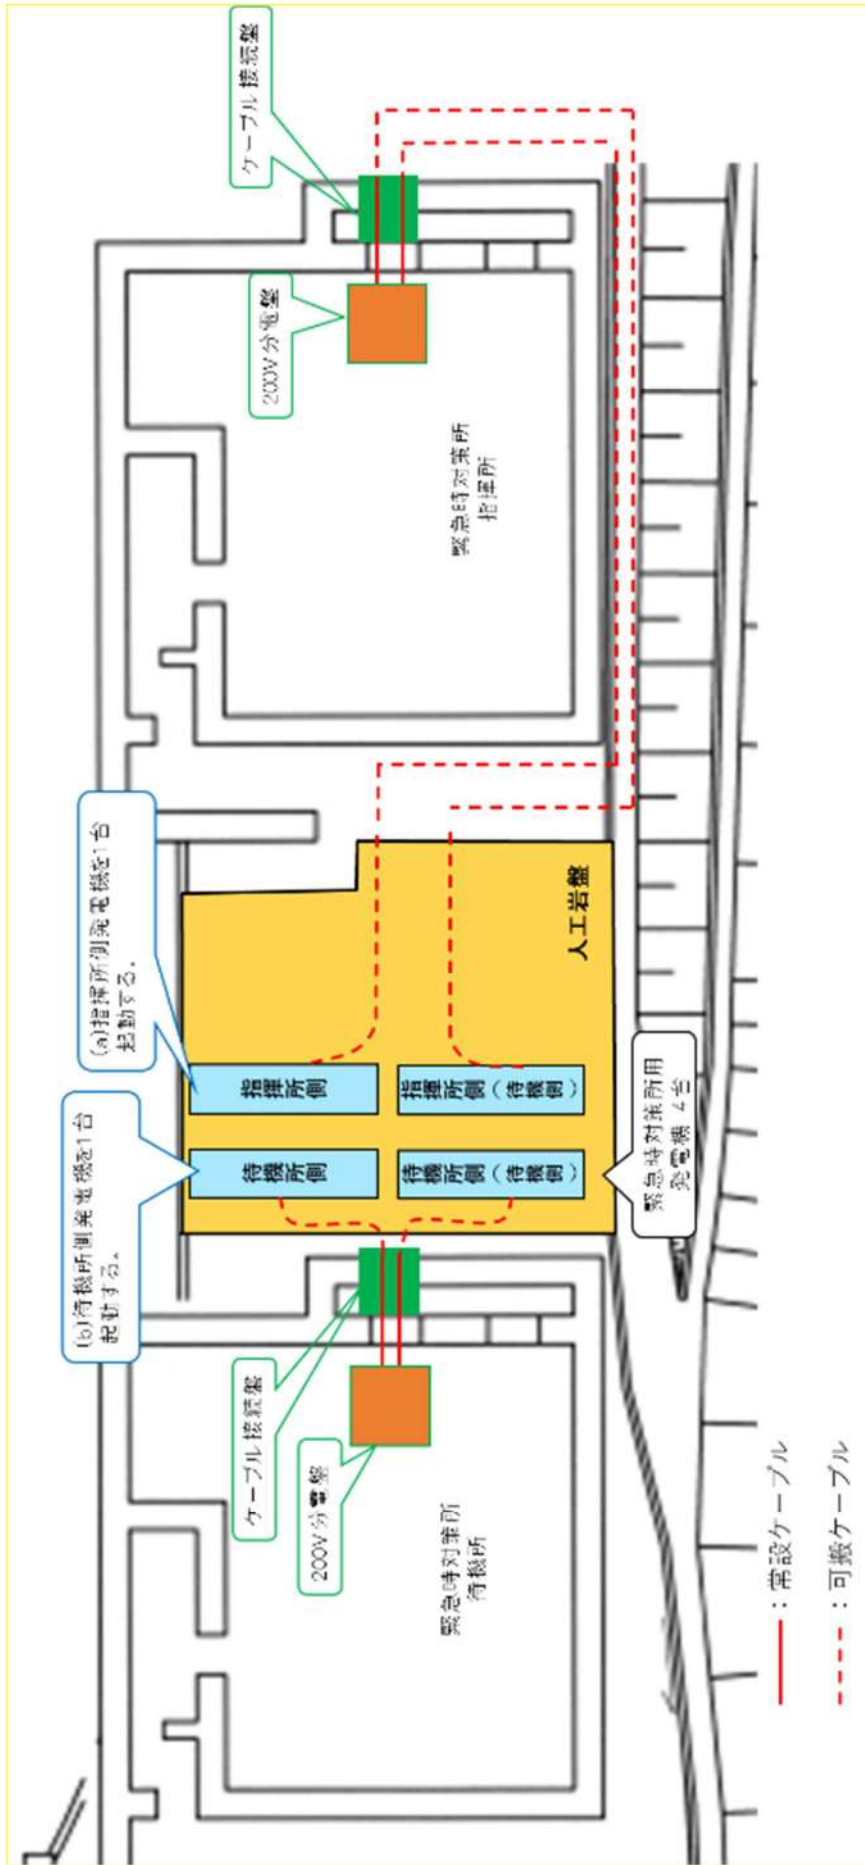 ケーブル接続盤
200V分電盤
緊急時対策所
指揮所
(a)指揮所側発電機を1台
起動する。
(b)待機所側発電機を1台
起動する。
指揮所側
指揮所側(待機側)
待機所側
待機所側(待機側)
人工岩盤
緊急時対策所用
発電機 4台
ケーブル接続盤
200V分電盤
緊急時対策所
待機所
:常設ケーブル
:可搬ケーブル